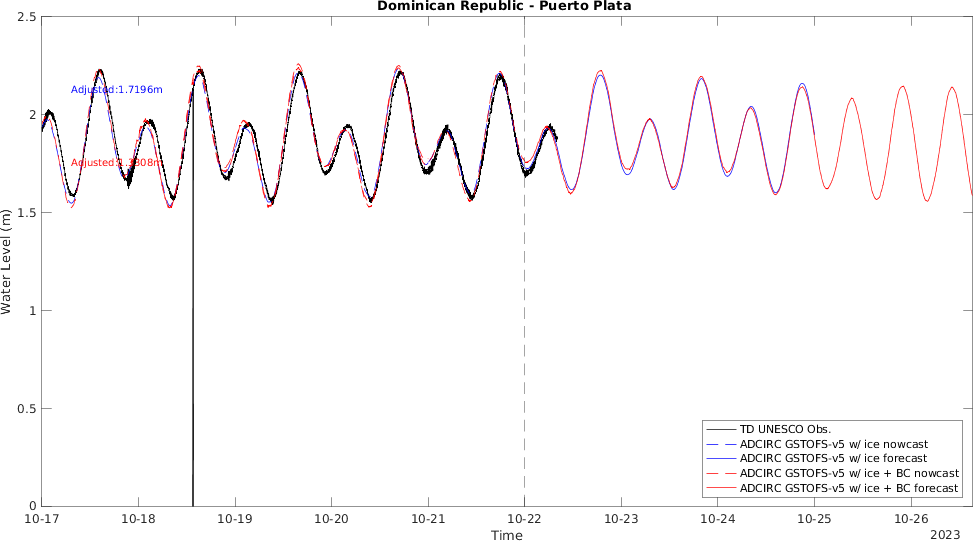 Dominican Republic - Puerto Plata
2.5
2
1.5
1
0.5
0
Water Level (m)
Adjusted:1.7196m
TD UNESCO Obs.
ADCIRC GSTOFS-v5 w/ ice nowcast
ADCIRC GSTOFS-v5 w/ ice forecast
ADCIRC GSTOFS-v5 w/ ice + BC nowcast
ADCIRC GSTOFS-v5 w/ ice + BC forecast
10-17 10-18 10-19 10-20 10-21 10-22 10-23 10-24 10-25 10-26
Time
2023